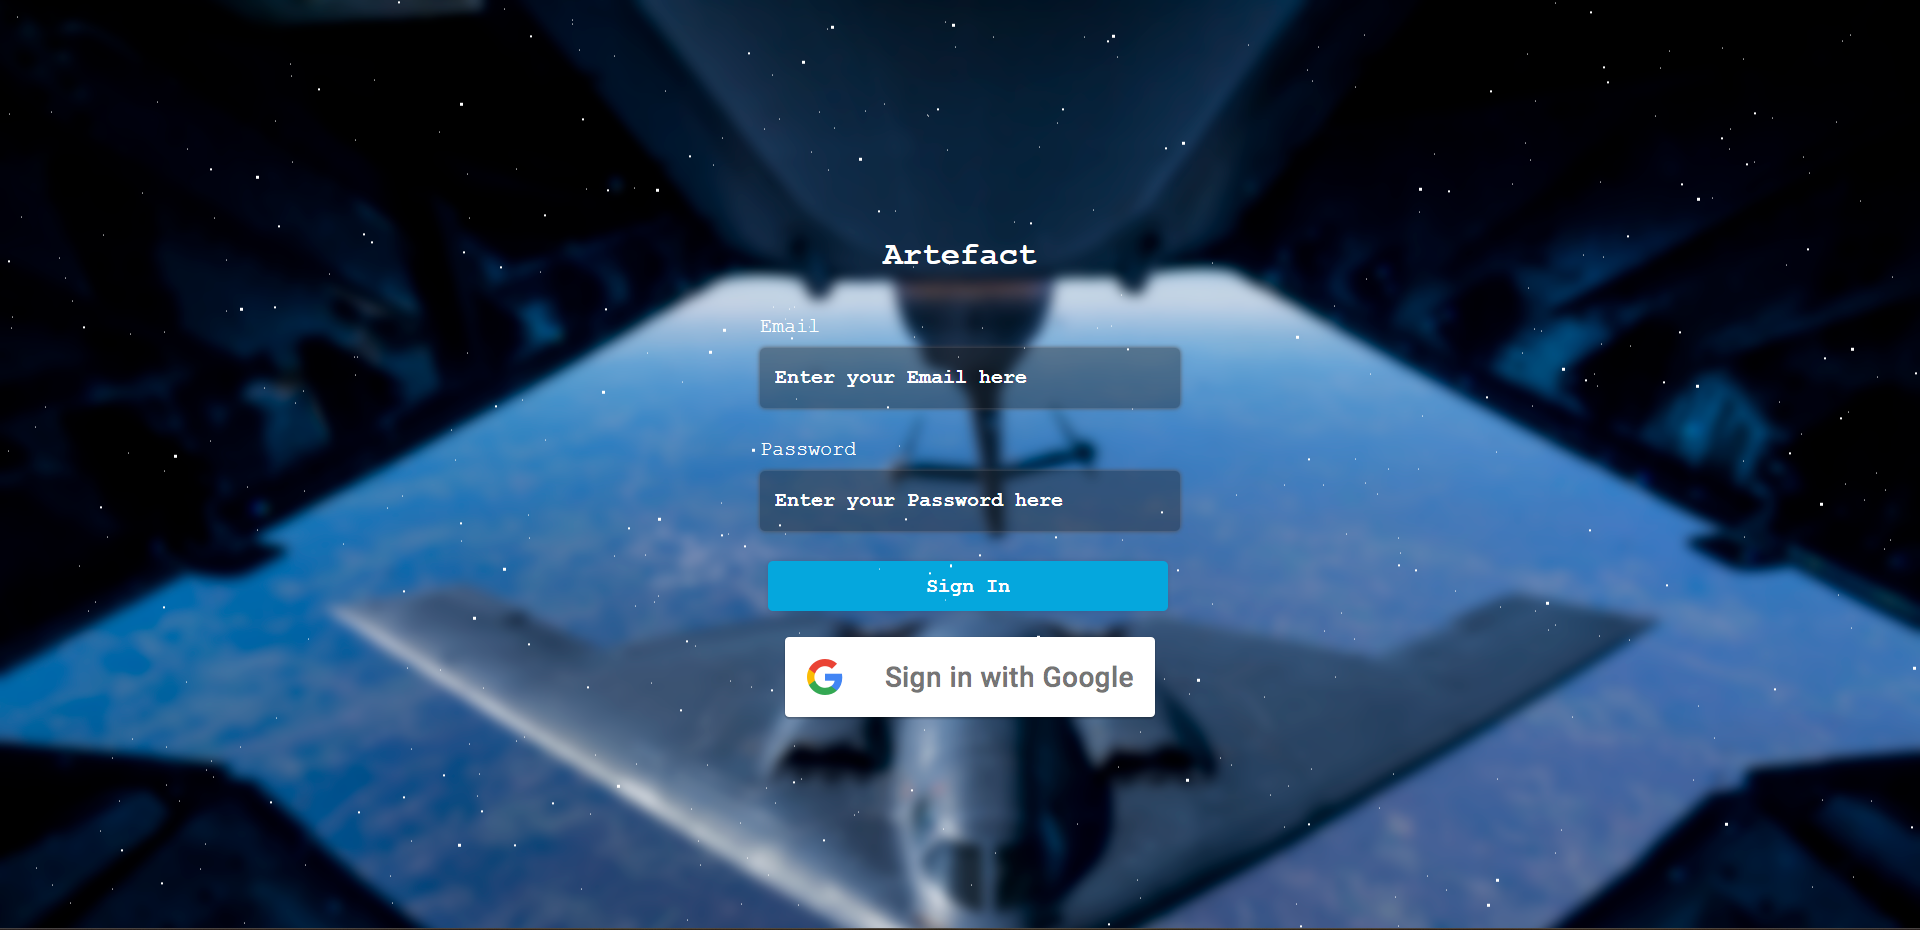 Artefact
Email
Enter your Email here
Password
Enter your Password here
Sign In
Sign in with Google